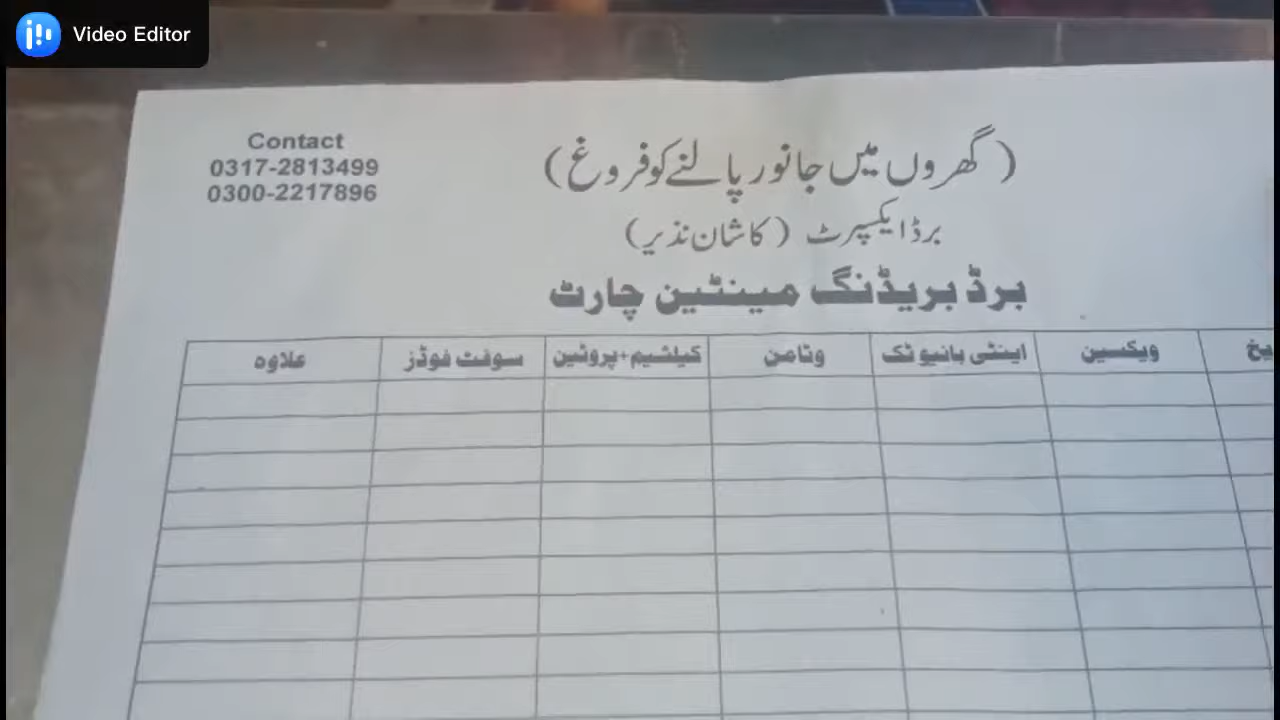 Video Editor
Contact
0317-2813499
0300-2217896
(گھروں میں جانور پالنے کو فروغ)
برڈ ایکسپرٹ (کاشان نذیر)
برڈ بریڈنگ مینٹین چارٹ
ویکسین اینٹی بائیوٹک وٹامن کیلشیم+پروٹین سوفٹ فوڈز علاوہ